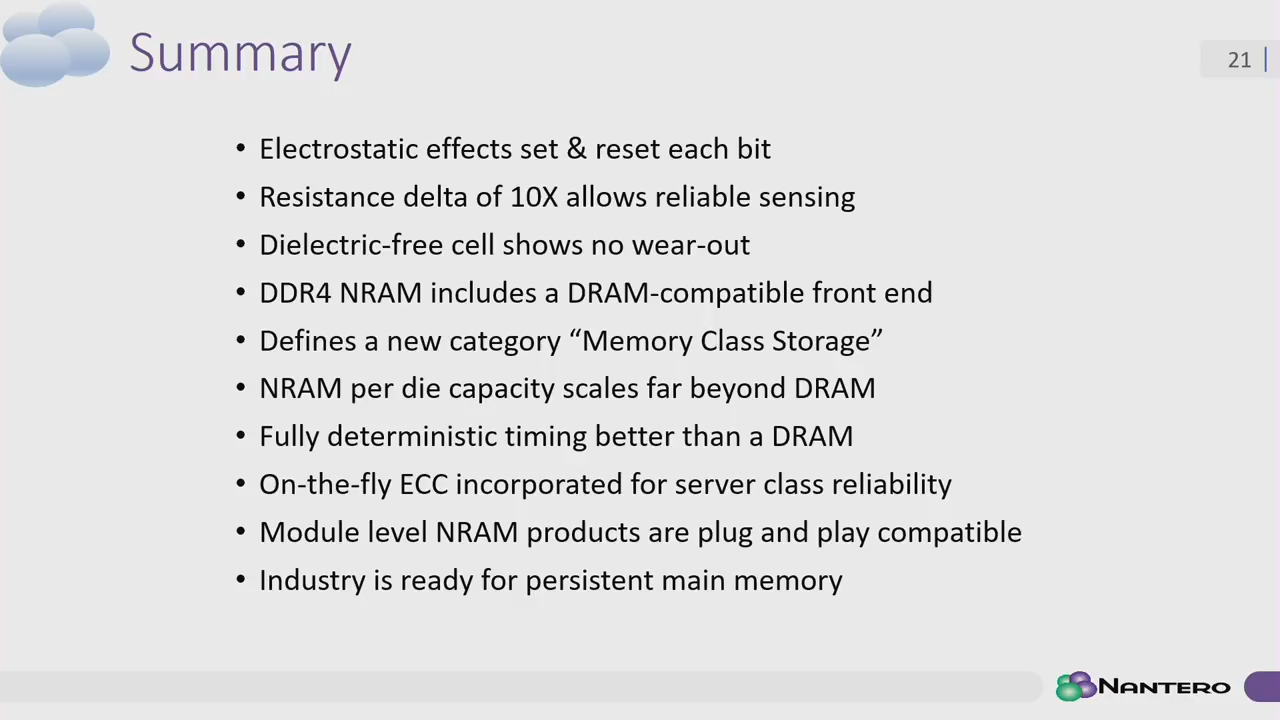 Summary
21
• Electrostatic effects set & reset each bit
• Resistance delta of 10X allows reliable sensing
• Dielectric-free cell shows no wear-out
• DDR4 NRAM includes a DRAM-compatible front end
• Defines a new category “Memory Class Storage”
• NRAM per die capacity scales far beyond DRAM
• Fully deterministic timing better than a DRAM
• On-the-fly ECC incorporated for server class reliability
• Module level NRAM products are plug and play compatible
• Industry is ready for persistent main memory
NANTERO